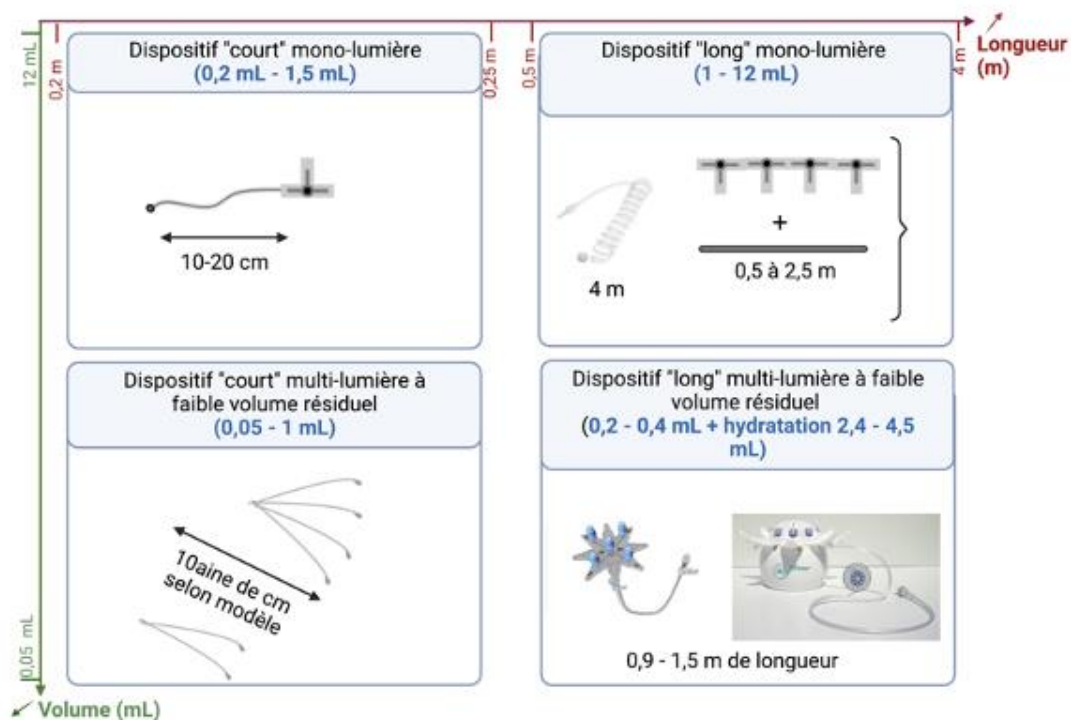 12 mL
0,2 m
Dispositif "court" mono-lumière
(0,2 mL - 1,5 mL)
0,25 m
0,5 m
Dispositif "long" mono-lumière
(1 - 12 mL)
4 m
Longueur
(m)
10-20 cm
4 m
+
0,5 à 2,5 m
Dispositif "court" multi-lumière à
faible volume résiduel
(0,05 - 1 mL)
Dispositif "long" multi-lumière à faible
volume résiduel
(0,2 - 0,4 mL + hydratation 2,4 - 4,5
mL)
10aine de cm
selon modèle
0,9 - 1,5 m de longueur
0,05 mL
Volume (mL)